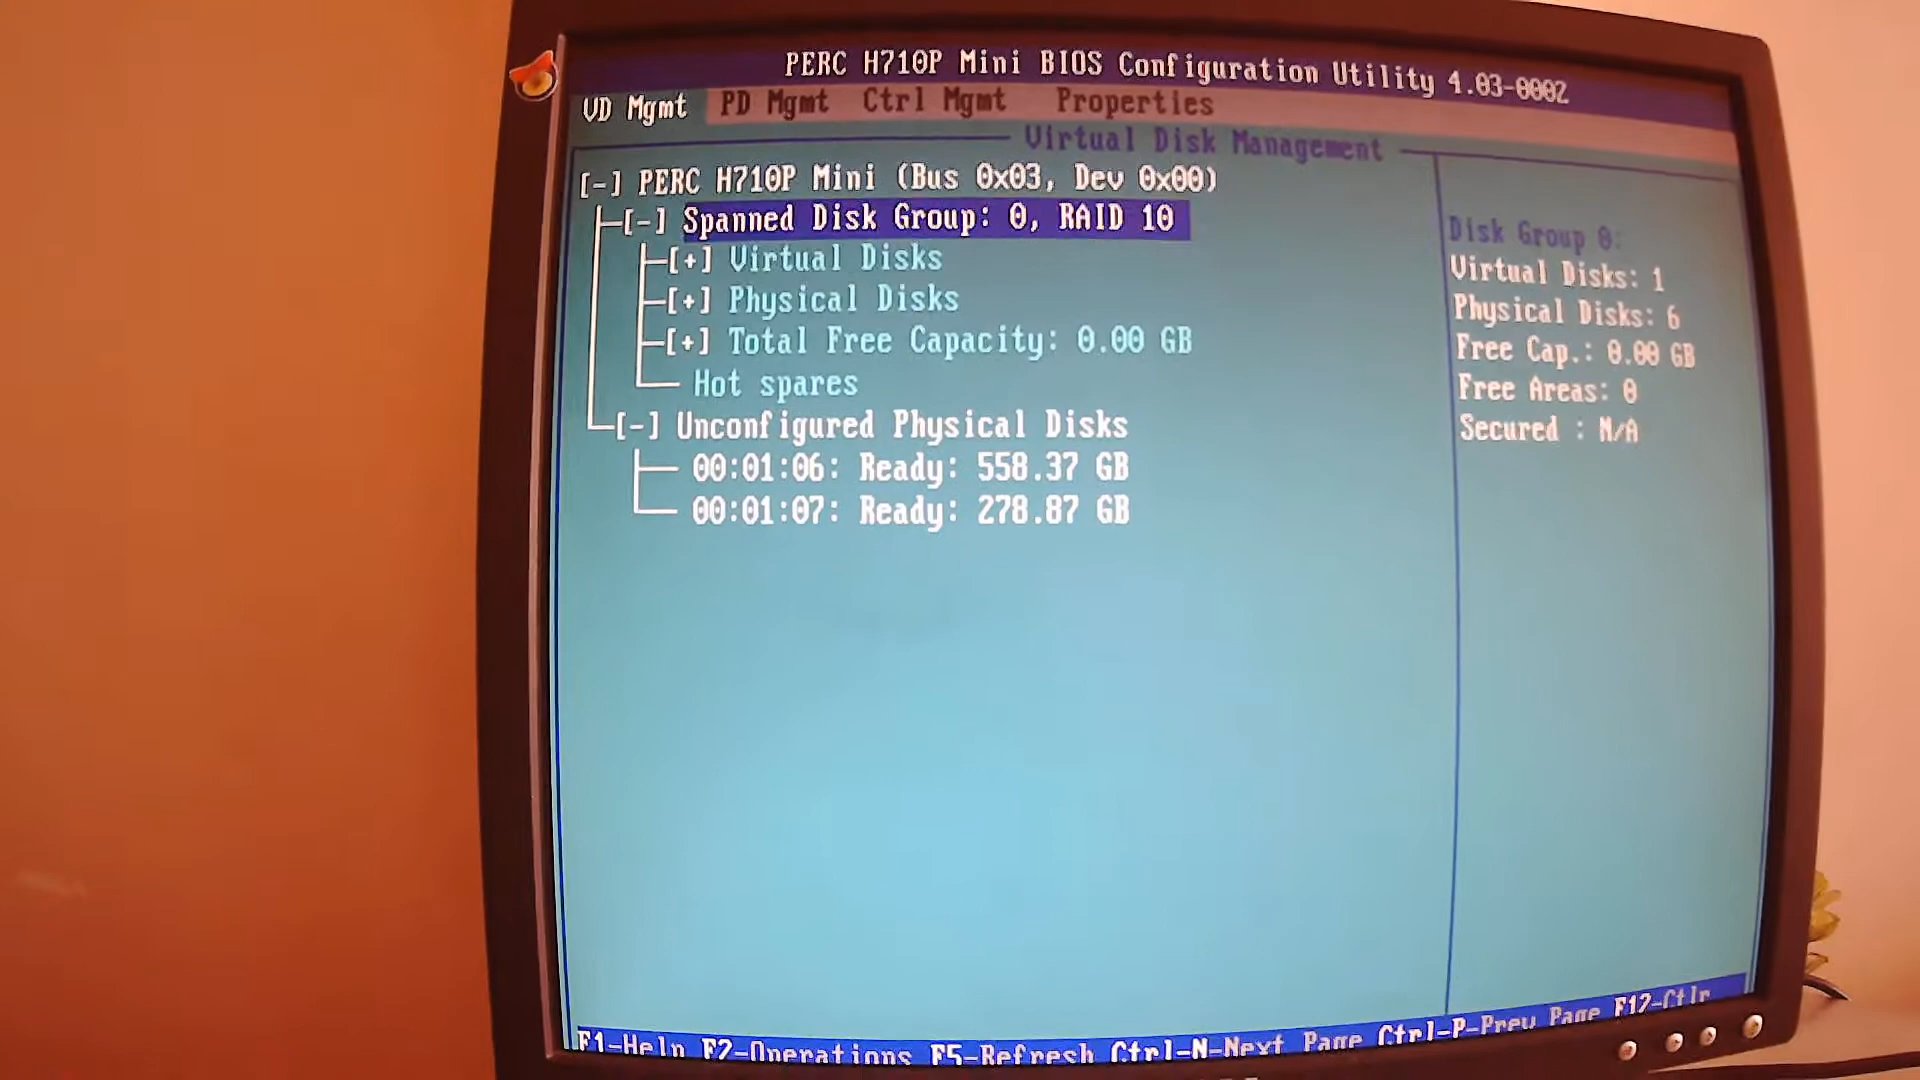 PERC H710P Mini BIOS Configuration Utility 4.03-0002
VD Mgmt PD Mgmt Ctrl Mgmt Properties
Virtual Disk Management
[-] PERC H710P Mini (Bus 0x03, Dev 0x00)
[-] Spanned Disk Group: 0, RAID 10
[+] Virtual Disks
[+] Physical Disks
[+] Total Free Capacity: 0.00 GB
Hot spares
[-] Unconfigured Physical Disks
00:01:06: Ready: 558.37 GB
00:01:07: Ready: 278.87 GB
Disk Group 0:
Virtual Disks: 1
Physical Disks: 6
Free Cap.: 0.00 GB
Free Areas: 0
Secured : N/A
F1-Help F2-Operations F5-Refresh Ctrl-N-Next Page Ctrl-P-Prev Page F12-Ctlr